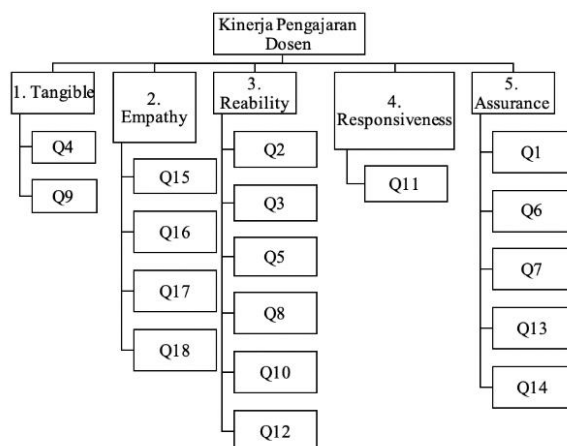 Kinerja Pengajaran
Dosen
1. Tangible
Q4
Q9
2.
Empathy
Q15
Q16
Q17
Q18
3.
Reability
Q2
Q3
Q5
Q8
Q10
Q12
4.
Responsiveness
Q11
5.
Assurance
Q1
Q6
Q7
Q13
Q14